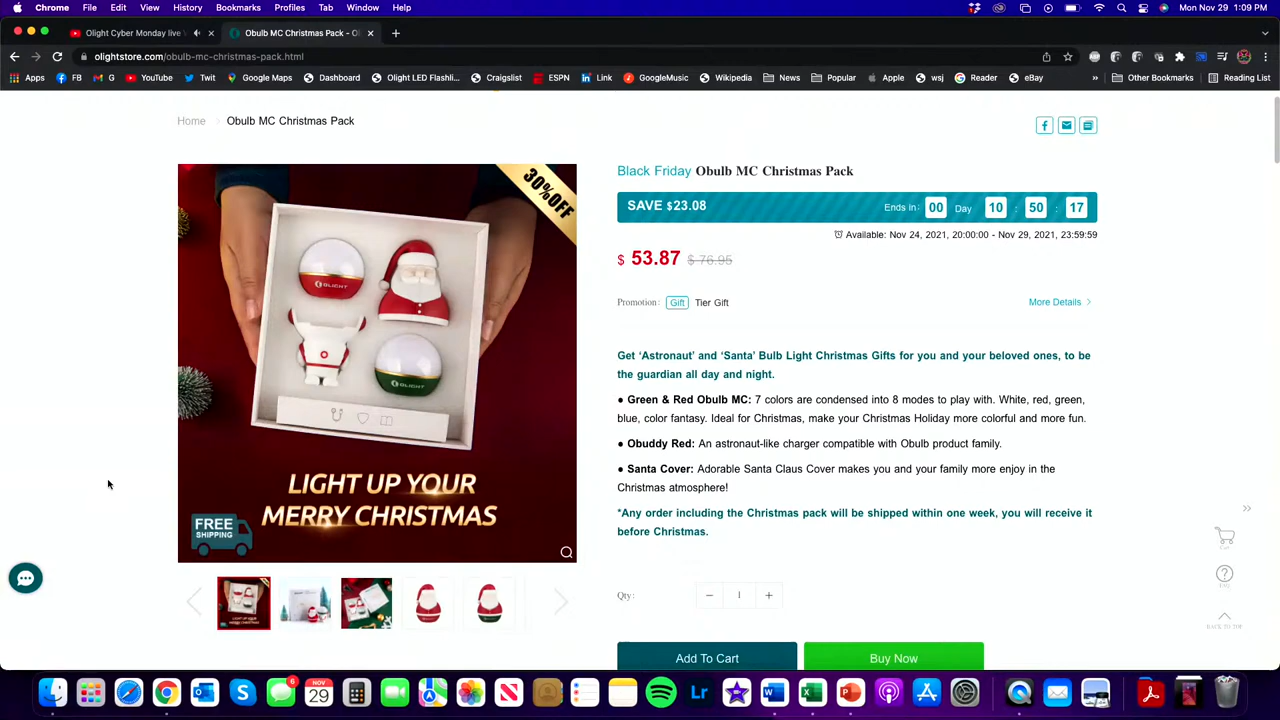 Chrome File Edit View History Bookmarks Profiles Tab Window Help
Mon Nov 29 1:09 PM
Olight Cyber Monday live
Obulb MC Christmas Pack - O
olightstore.com/obulb-mc-christmas-pack.html
Apps FB G YouTube Twit Google Maps Dashboard Olight LED Flashli... Craigslist ESPN Link GoogleMusic Wikipedia News Popular Apple wsj Reader eBay » Other Bookmarks Reading List
Home > Obulb MC Christmas Pack
30%OFF
OLIGHT
OLIGHT
LIGHT UP YOUR
MERRY CHRISTMAS
FREE
SHIPPING
Black Friday Obulb MC Christmas Pack
SAVE $23.08
Ends in: 00 Day 10 : 50 : 17
Available: Nov 24, 2021, 20:00:00 - Nov 29, 2021, 23:59:59
$ 53.87 $ 76.95
Promotion: Gift Tier Gift
More Details >
Get ‘Astronaut’ and ‘Santa’ Bulb Light Christmas Gifts for you and your beloved ones, to be
the guardian all day and night.
● Green & Red Obulb MC: 7 colors are condensed into 8 modes to play with. White, red, green,
blue, color fantasy. Ideal for Christmas, make your Christmas Holiday more colorful and more fun.
● Obuddy Red: An astronaut-like charger compatible with Obulb product family.
● Santa Cover: Adorable Santa Claus Cover makes you and your family more enjoy in the
Christmas atmosphere!
*Any order including the Christmas pack will be shipped within one week, you will receive it
before Christmas.
Qty: − 1 +
Add To Cart
Buy Now
Cart
FAQ
BACK TO TOP
6
NOV
29
Lr